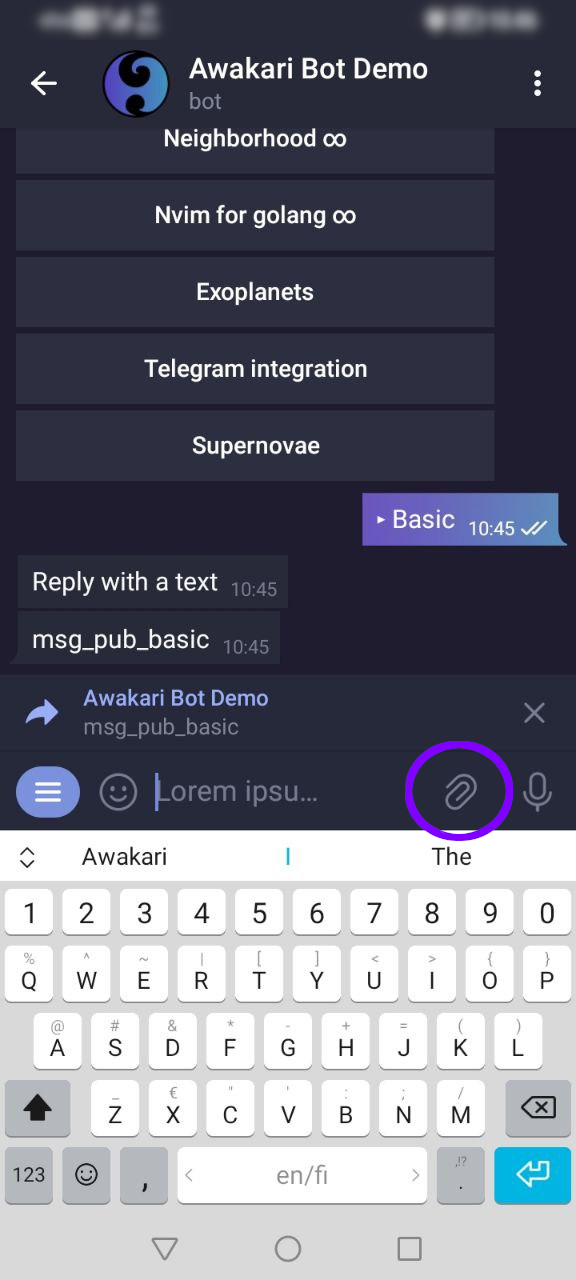 Awakari Bot Demo
bot
Neighborhood ∞
Nvim for golang ∞
Exoplanets
Telegram integration
Supernovae
‣ Basic 10:45
Reply with a text 10:45
msg_pub_basic 10:45
Awakari Bot Demo
msg_pub_basic
Lorem ipsu...
Awakari I The
1 2 3 4 5 6 7 8 9 0
% ^ ~ | [ ] < > { }
Q W E R T Y U I O P
@ # & * - + = ( )
A S D F G H J K L
_ € " ' : ; /
Z X C V B N M
,!?
123 , < en/fi > .